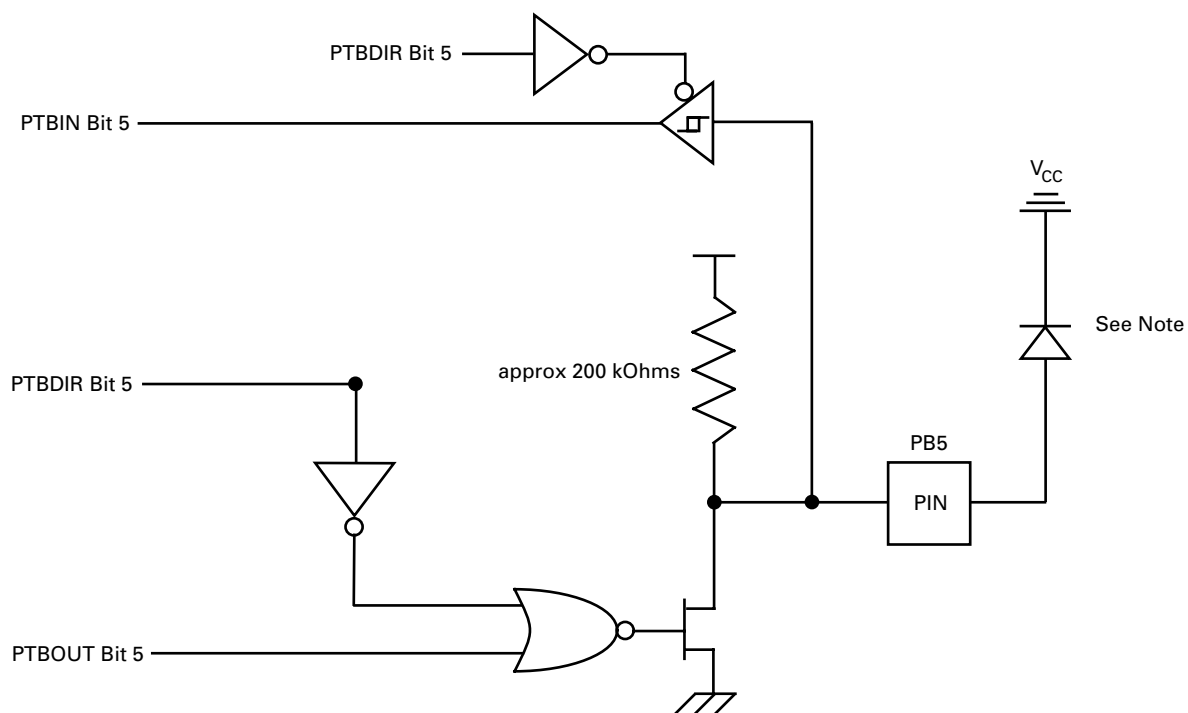 PTBDIR Bit 5
PTBIN Bit 5
V_CC
See Note
approx 200 kOhms
PTBDIR Bit 5
PB5
PIN
PTBOUT Bit 5